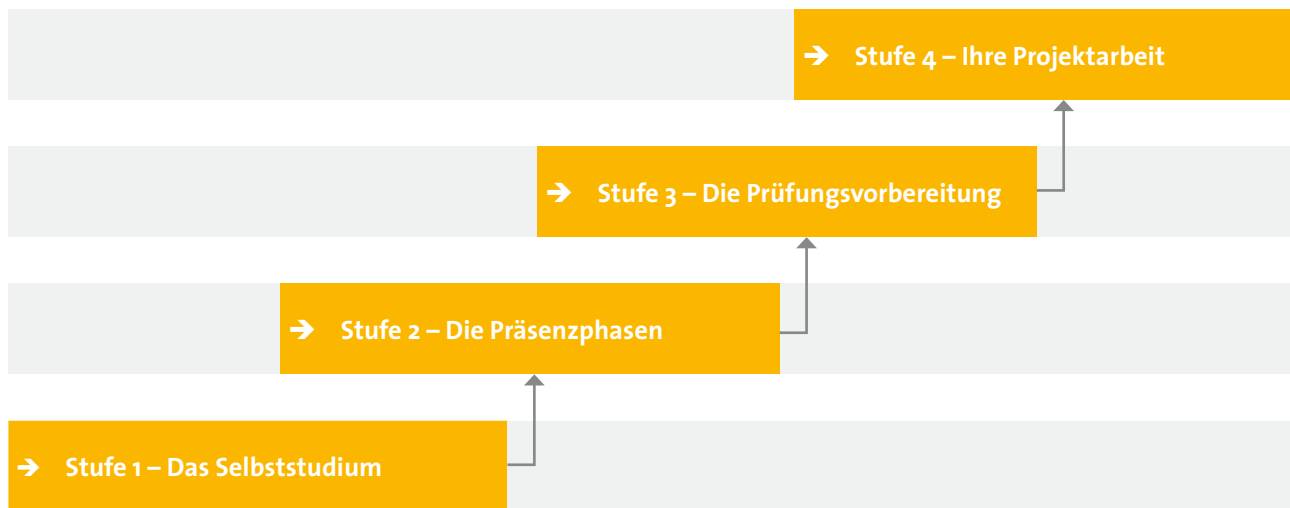 ➔ Stufe 4 – Ihre Projektarbeit
➔ Stufe 3 – Die Prüfungsvorbereitung
➔ Stufe 2 – Die Präsenzphasen
➔ Stufe 1 – Das Selbststudium